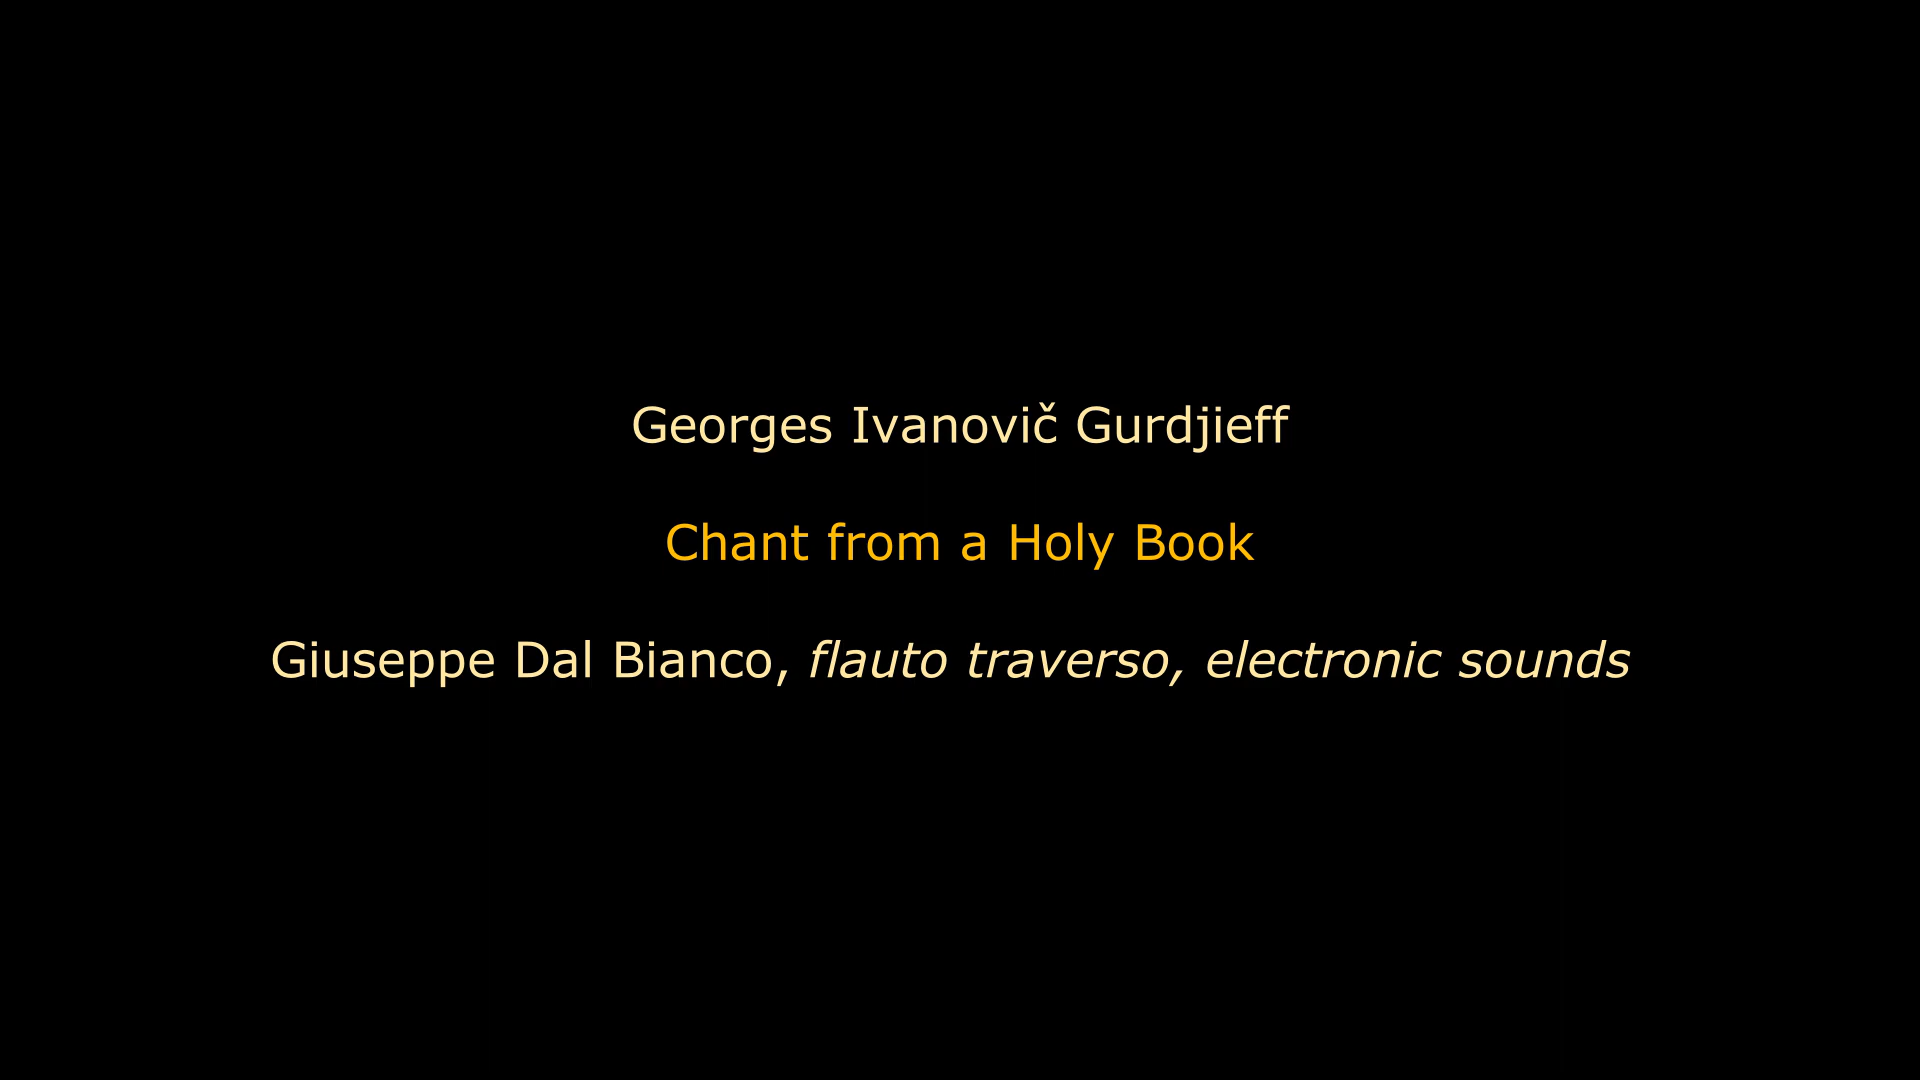 Georges Ivanovič Gurdjieff
Chant from a Holy Book
Giuseppe Dal Bianco, flauto traverso, electronic sounds